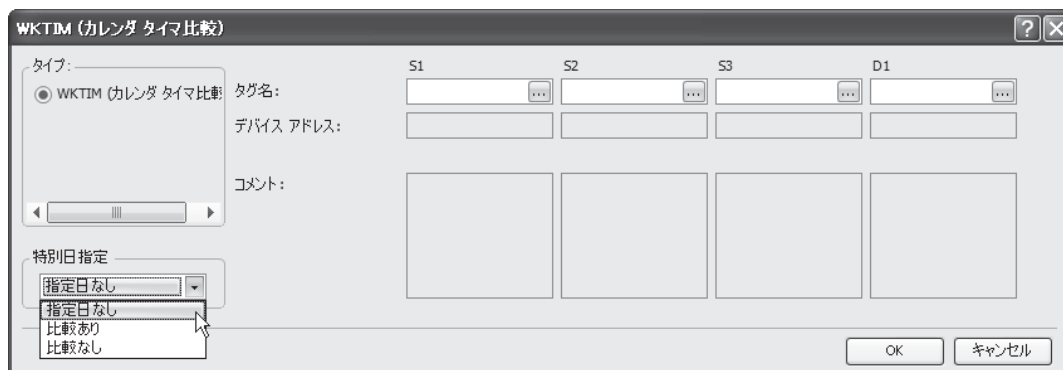 WKTIM (カレンダ タイマ比較)
タイプ:
WKTIM (カレンダ タイマ比較
S1 S2 S3 D1
タグ名:
デバイス アドレス:
コメント:
特別日指定
指定日なし
指定日なし
比較あり
比較なし
OK キャンセル